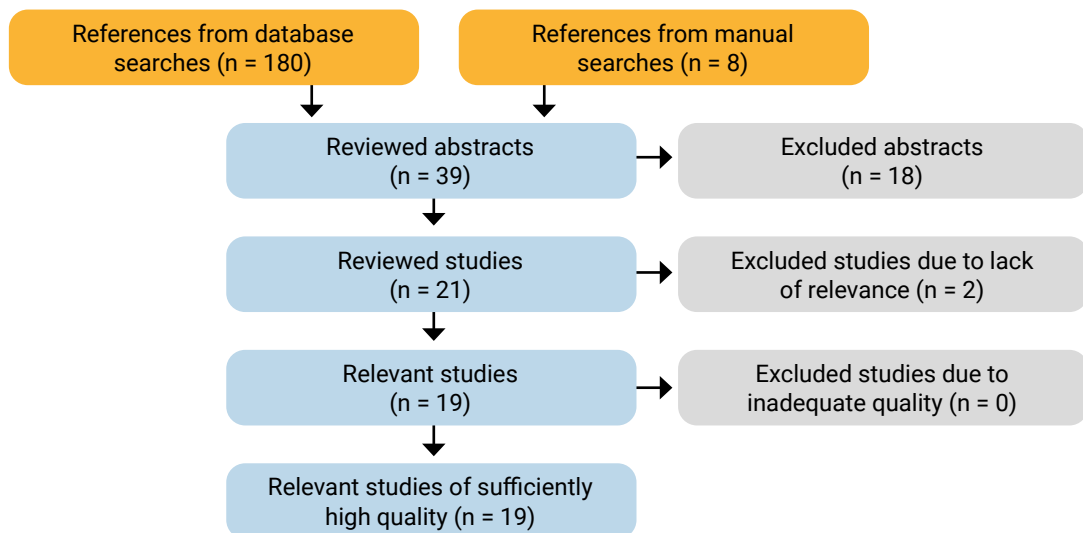 References from database
searches (n = 180)
References from manual
searches (n = 8)
Reviewed abstracts
(n = 39)
Excluded abstracts
(n = 18)
Reviewed studies
(n = 21)
Excluded studies due to lack
of relevance (n = 2)
Relevant studies
(n = 19)
Excluded studies due to
inadequate quality (n = 0)
Relevant studies of sufficiently
high quality (n = 19)